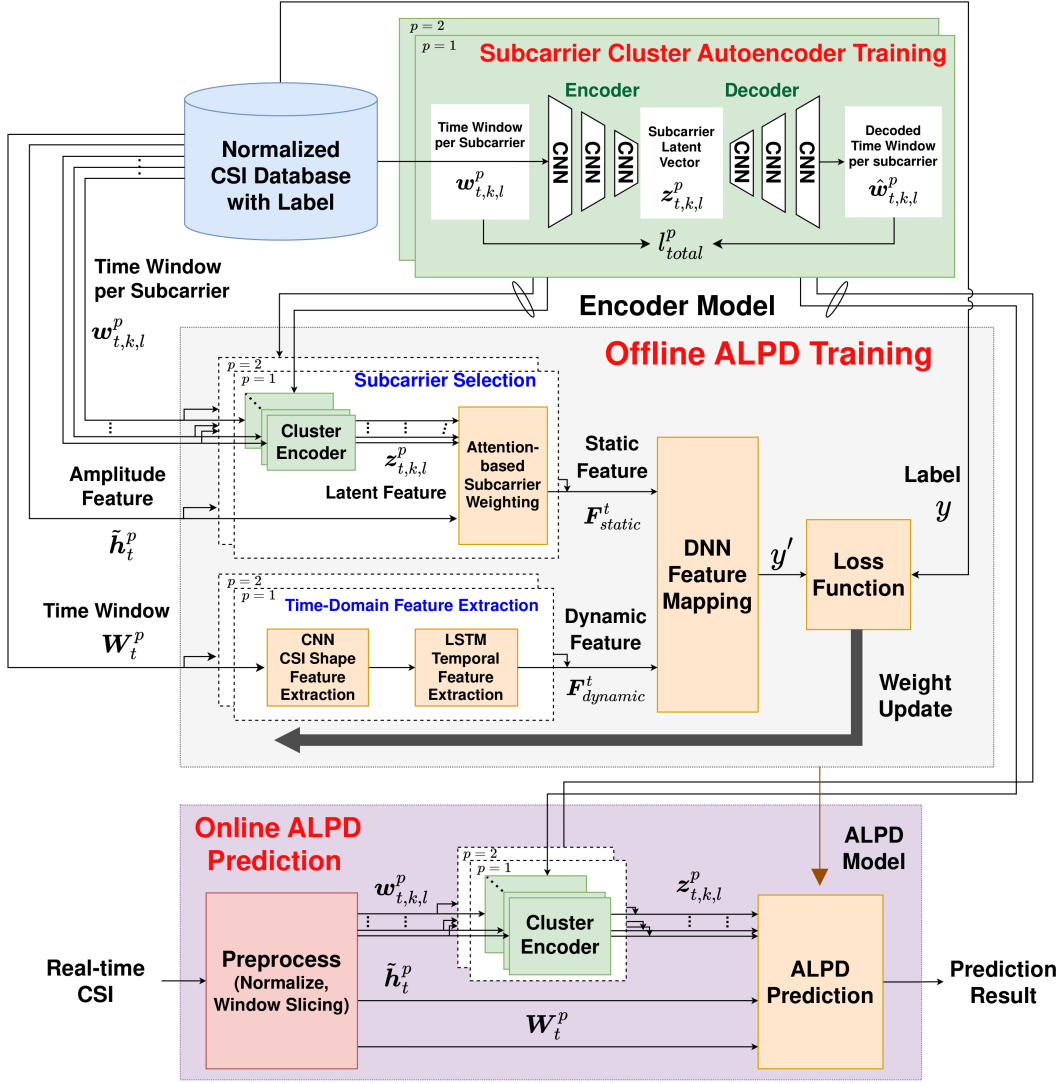 p = 2
p = 1
Subcarrier Cluster Autoencoder Training
Encoder
Decoder
Normalized
CSI Database
with Label
Time Window
per Subcarrier
w^p_{t,k,l}
CNN
CNN
CNN
Subcarrier
Latent
Vector
z^p_{t,k,l}
CNN
CNN
CNN
Decoded
Time Window
per subcarrier
ŵ^p_{t,k,l}
l^p_{total}
Time Window
per Subcarrier
w^p_{t,k,l}
Encoder Model
Offline ALPD Training
p = 2
p = 1
Subcarrier Selection
Cluster
Encoder
z^p_{t,k,l}
Latent Feature
Attention-
based
Subcarrier
Weighting
Amplitude
Feature
h̃^p_t
Static
Feature
F^t_{static}
Label
y
DNN
Feature
Mapping
y′
Loss
Function
p = 2
p = 1
Time-Domain Feature Extraction
Time Window
W^p_t
CNN
CSI Shape
Feature
Extraction
LSTM
Temporal
Feature
Extraction
Dynamic
Feature
F^t_{dynamic}
Weight
Update
Online ALPD
Prediction
ALPD
Model
p = 2
p = 1
w^p_{t,k,l}
Cluster
Encoder
z^p_{t,k,l}
Real-time
CSI
Preprocess
(Normalize,
Window Slicing)
h̃^p_t
W^p_t
ALPD
Prediction
Prediction
Result